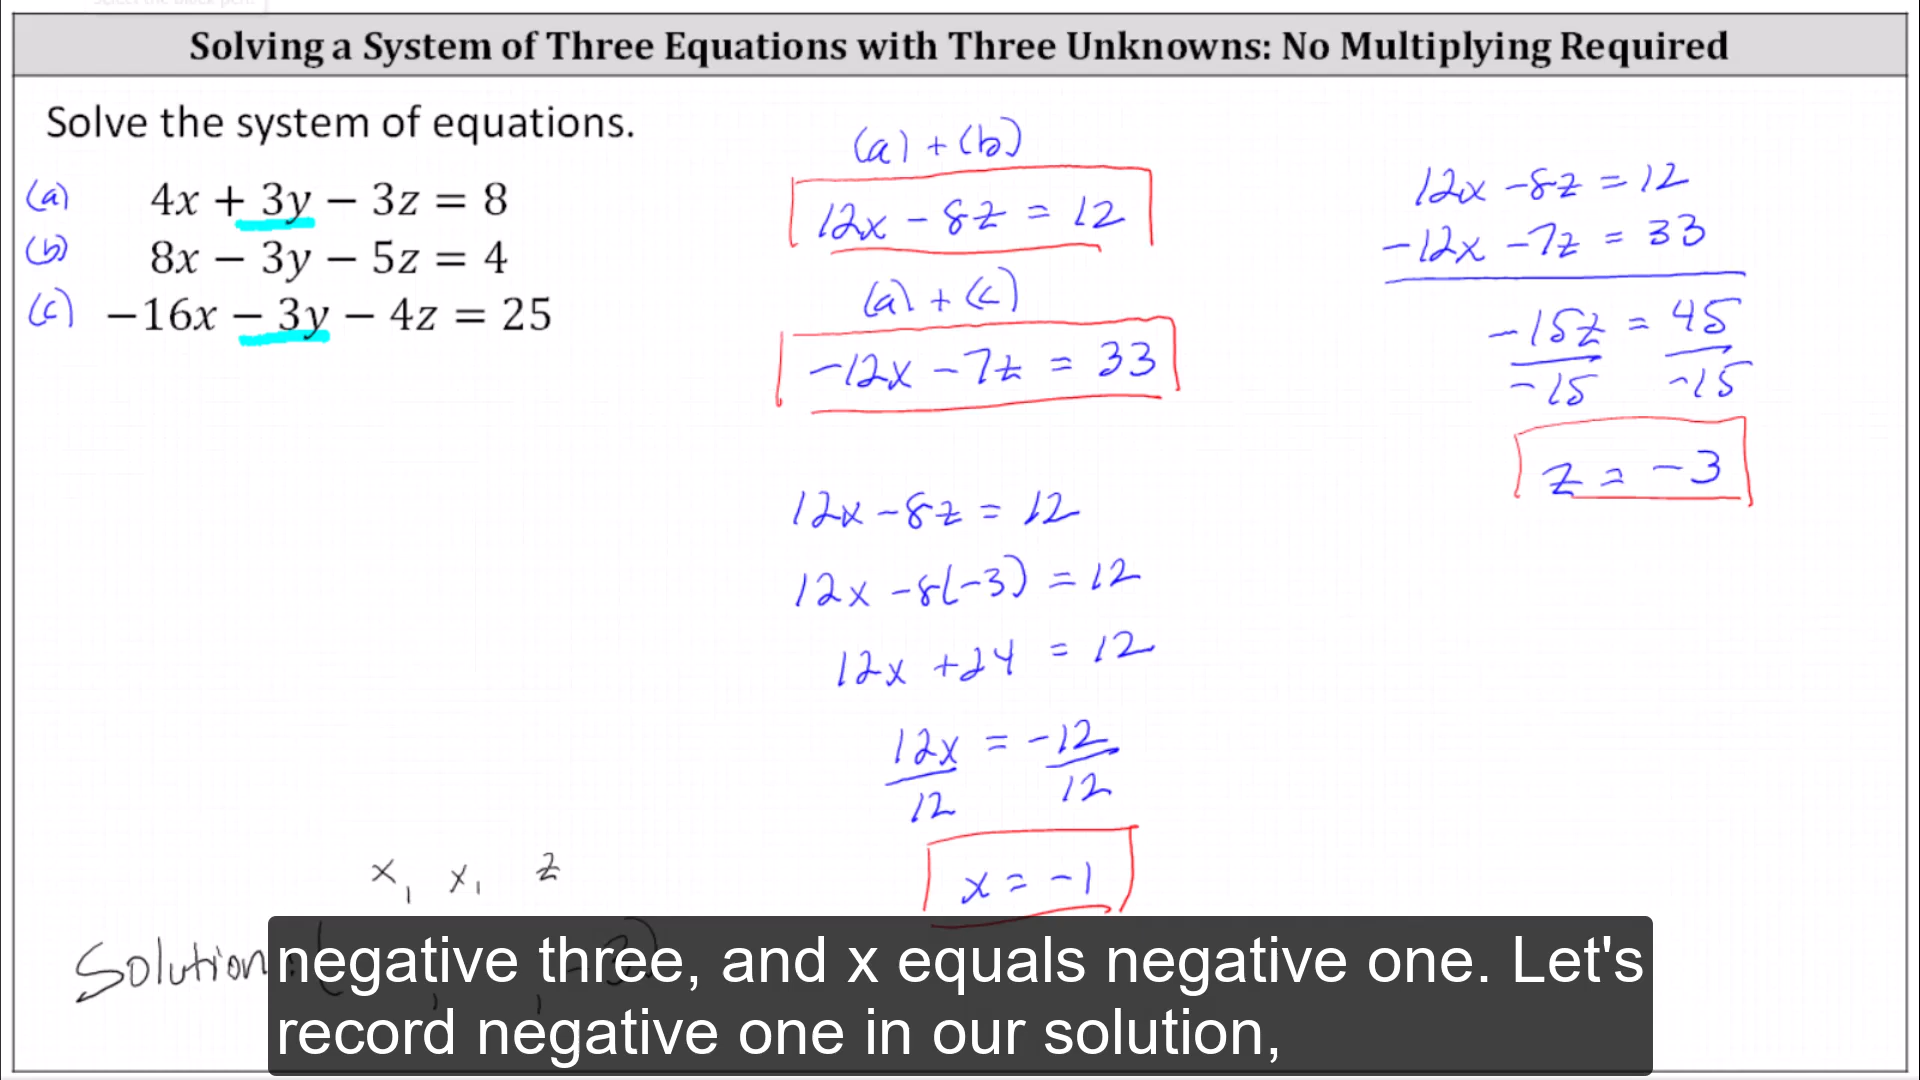 Solving a System of Three Equations with Three Unknowns: No Multiplying Required
Solve the system of equations.
(a) 4x + 3y − 3z = 8
(b) 8x − 3y − 5z = 4
(c) −16x − 3y − 4z = 25
(a) + (b)
12x − 8z = 12
(a) + (c)
−12x − 7z = 33
12x − 8z = 12
12x − 8(−3) = 12
12x + 24 = 12
12x = −12
12 12
x = −1
12x − 8z = 12
−12x − 7z = 33
−15z = 45
−15 −15
z = −3
x, x, z
Solution: ( , , −3)
negative three, and x equals negative one. Let's
record negative one in our solution,